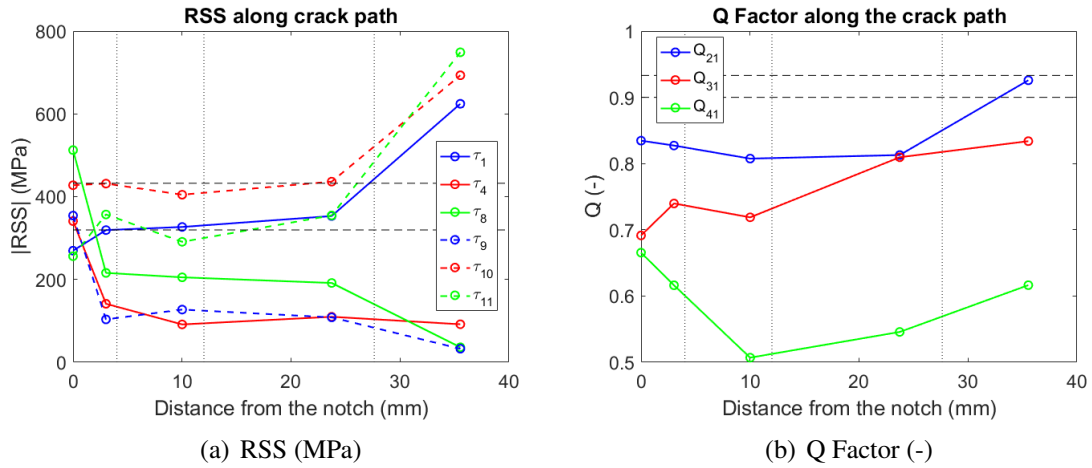 RSS along crack path
800
600
400
200
0
|RSS| (MPa)
τ1
τ4
τ8
τ9
τ10
τ11
0 10 20 30 40
Distance from the notch (mm)
(a) RSS (MPa)
Q Factor along the crack path
1
0.9
0.8
0.7
0.6
0.5
Q (-)
Q21
Q31
Q41
0 10 20 30 40
Distance from the notch (mm)
(b) Q Factor (-)